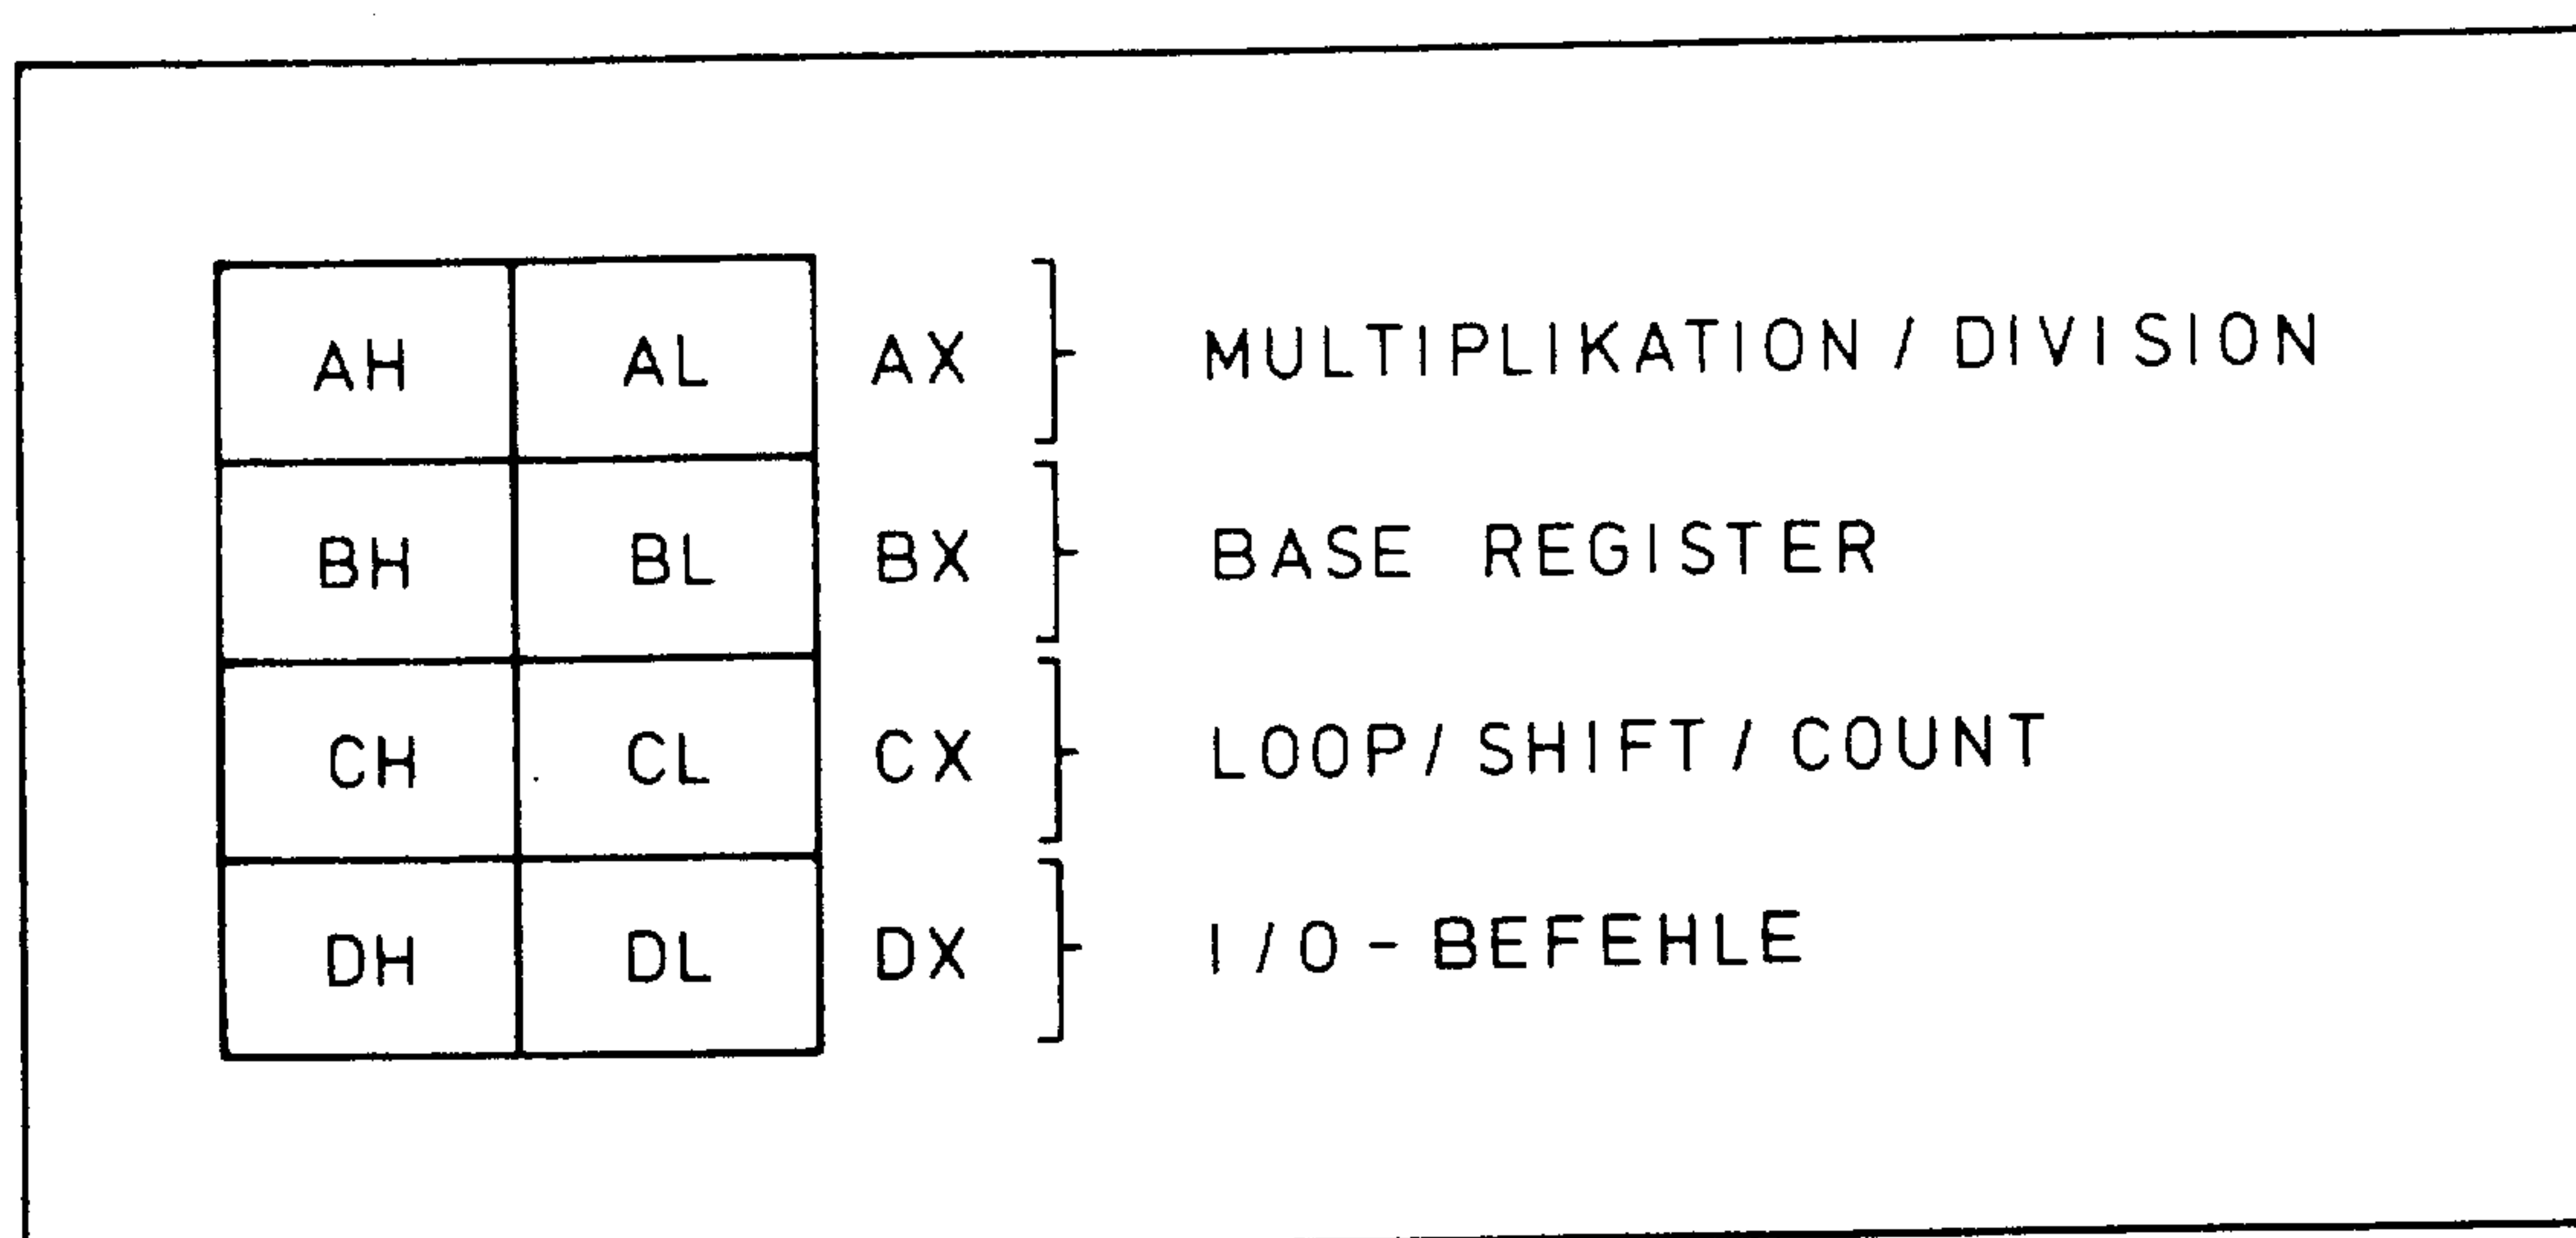 AH AL AX MULTIPLIKATION / DIVISION
BH BL BX BASE REGISTER
CH CL CX LOOP/ SHIFT / COUNT
DH DL DX I/O - BEFEHLE